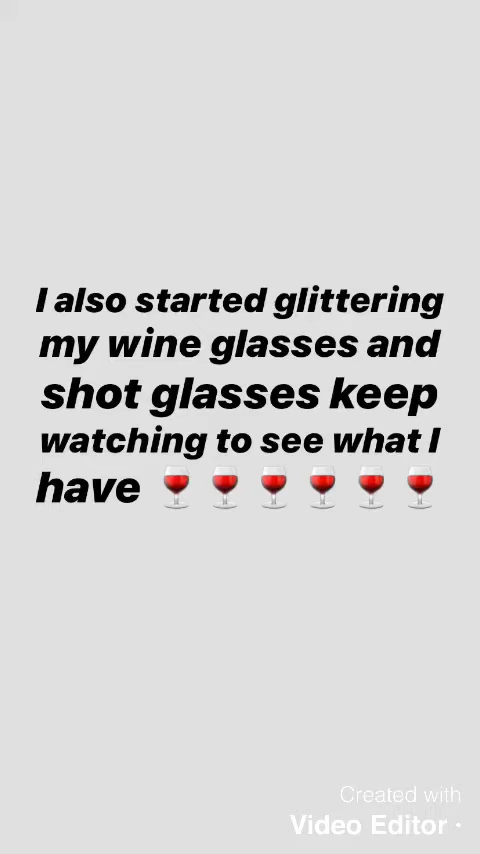 I also started glittering
my wine glasses and
shot glasses keep
watching to see what I
have 🍷🍷🍷🍷🍷🍷
Created with
Video Editor ·